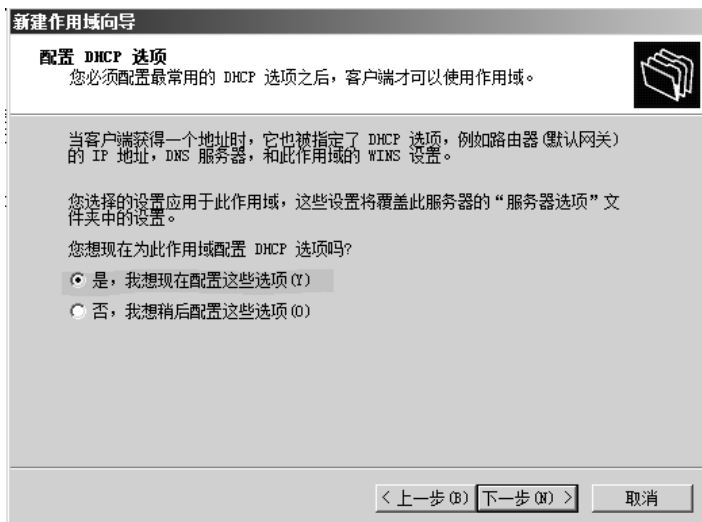 新建作用域向导
配置 DHCP 选项
您必须配置最常用的 DHCP 选项之后，客户端才可以使用作用域。
当客户端获得一个地址时，它也被指定了 DHCP 选项，例如路由器(默认网关)
的 IP 地址，DNS 服务器，和此作用域的 WINS 设置。
您选择的设置应用于此作用域，这些设置将覆盖此服务器的“服务器选项”文
件夹中的设置。
您想现在为此作用域配置 DHCP 选项吗?
是，我想现在配置这些选项(Y)
否，我想稍后配置这些选项(O)
< 上一步(B) 下一步(N) > 取消